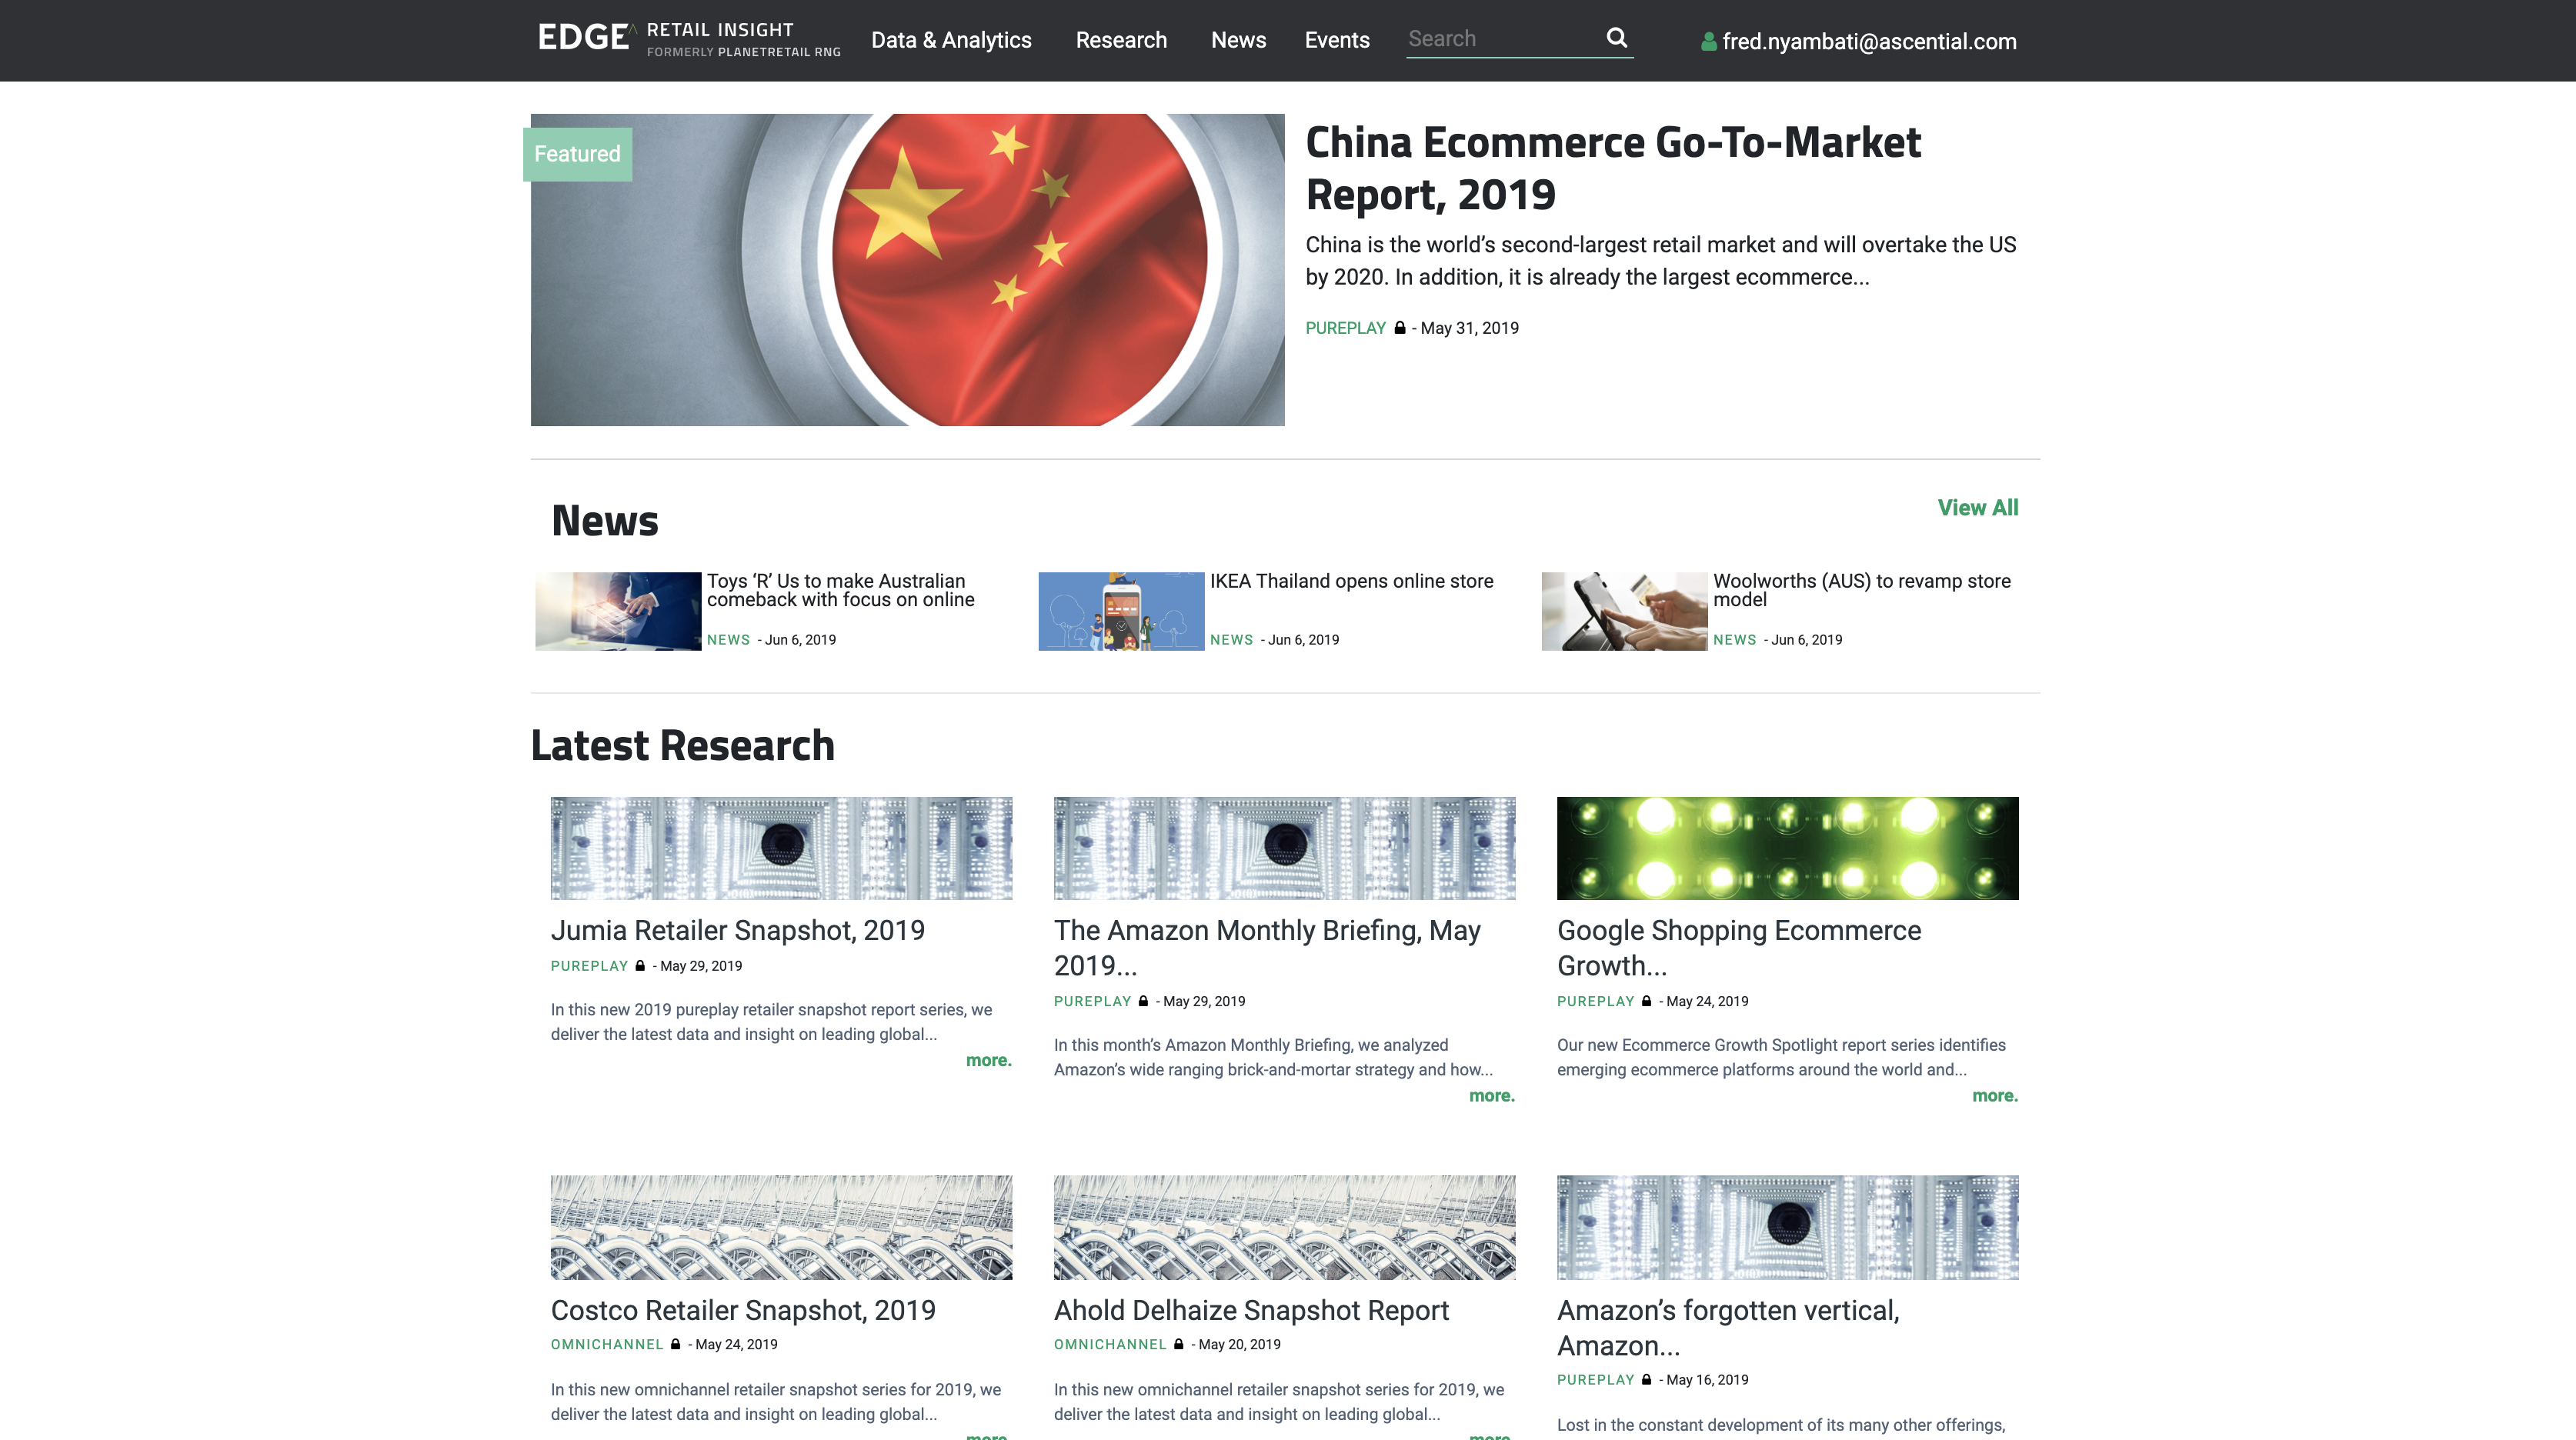 EDGE^ RETAIL INSIGHT
FORMERLY PLANETRETAIL RNG
Data & Analytics Research News Events Search fred.nyambati@ascential.com
Featured
China Ecommerce Go-To-Market
Report, 2019
China is the world’s second-largest retail market and will overtake the US
by 2020. In addition, it is already the largest ecommerce...
PUREPLAY - May 31, 2019
News
View All
Toys ‘R’ Us to make Australian
comeback with focus on online
NEWS - Jun 6, 2019
IKEA Thailand opens online store
NEWS - Jun 6, 2019
Woolworths (AUS) to revamp store
model
NEWS - Jun 6, 2019
Latest Research
Jumia Retailer Snapshot, 2019
PUREPLAY - May 29, 2019
In this new 2019 pureplay retailer snapshot report series, we
deliver the latest data and insight on leading global...
more.
The Amazon Monthly Briefing, May
2019...
PUREPLAY - May 29, 2019
In this month’s Amazon Monthly Briefing, we analyzed
Amazon’s wide ranging brick-and-mortar strategy and how...
more.
Google Shopping Ecommerce
Growth...
PUREPLAY - May 24, 2019
Our new Ecommerce Growth Spotlight report series identifies
emerging ecommerce platforms around the world and...
more.
Costco Retailer Snapshot, 2019
OMNICHANNEL - May 24, 2019
In this new omnichannel retailer snapshot series for 2019, we
deliver the latest data and insight on leading global...
more.
Ahold Delhaize Snapshot Report
OMNICHANNEL - May 20, 2019
In this new omnichannel retailer snapshot series for 2019, we
deliver the latest data and insight on leading global...
more.
Amazon’s forgotten vertical,
Amazon...
PUREPLAY - May 16, 2019
Lost in the constant development of its many other offerings,